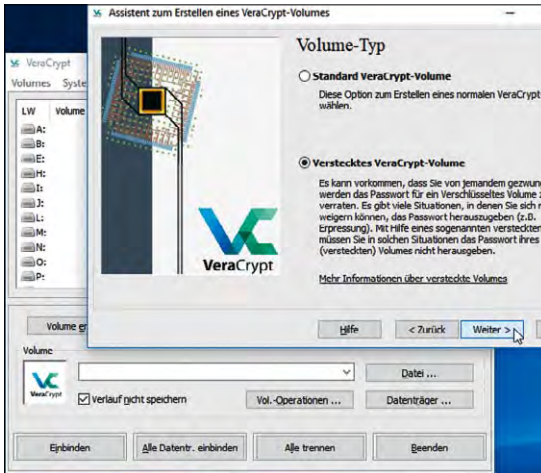 Assistent zum Erstellen eines VeraCrypt-Volumes
VeraCrypt
Volumes Syste
LW Volume
A:
B:
E:
H:
I:
J:
L:
M:
N:
O:
P:
VeraCrypt
Volume-Typ
Standard VeraCrypt-Volume
Diese Option zum Erstellen eines normalen VeraCrypt
wählen.
Verstecktes VeraCrypt-Volume
Es kann vorkommen, dass Sie von jemandem gezwung
werden das Passwort für ein Verschlüsseltes Volume z
verraten. Es gibt viele Situationen, in denen Sie sich n
weigern können, das Passwort herauszugeben (z.B.
Erpressung). Mit Hilfe eines sogenannten versteckten
müssen Sie in solchen Situationen das Passwort ihres
(versteckten) Volumes nicht herausgeben.
Mehr Informationen über versteckte Volumes
Hilfe < Zurück Weiter >
Volume er
Volume
VeraCrypt
Datei ...
Verlauf nicht speichern Vol.-Operationen ... Datenträger ...
Einbinden Alle Datentr. einbinden Alle trennen Beenden